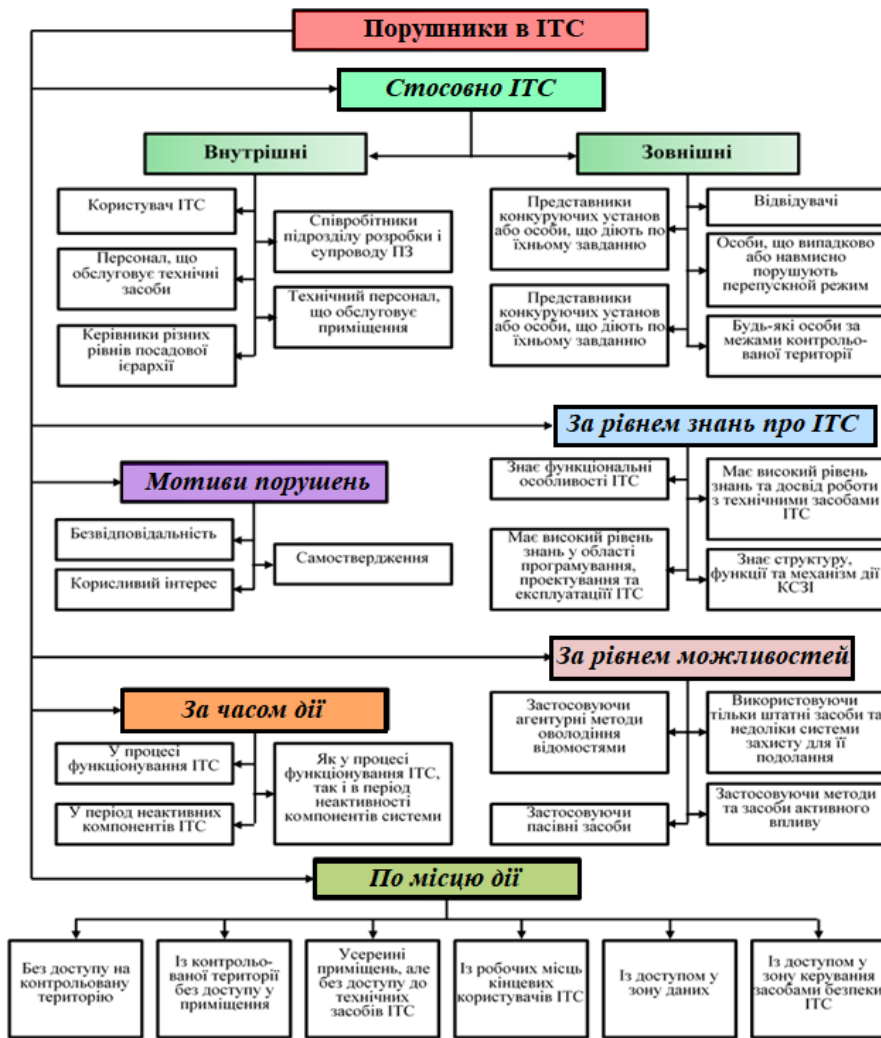 Порушники в ІТС
Стосовно ІТС
Внутрішні
Користувач ІТС
Персонал, що
обслуговує технічні
засоби
Керівники різних
рівнів посадової
ієрархії
Співробітники
підрозділу розробки і
супроводу ПЗ
Технічний персонал,
що обслуговує
приміщення
Зовнішні
Представники
конкуруючих установ
або особи, що діють по
їхньому завданню
Представники
конкуруючих установ
або особи, що діють по
їхньому завданню
Відвідувачі
Особи, що випадково
або навмисно
порушують
перепускной режим
Будь-які особи за
межами контрольо-
ваної території
За рівнем знань про ІТС
Знає функціональні
особливості ІТС
Має високий рівень
знань у області
програмування,
проектування та
експлуатаціїї ІТС
Має високий рівень
знань та досвід роботи
з технічними засобами
ІТС
Знає структуру,
функції та механізм дії
КСЗІ
Мотиви порушень
Безвідповідальність
Корисливий інтерес
Самоствердження
За рівнем можливостей
Застосовуючи
агентурні методи
оволодіння
відомостями
Застосовуючи
пасівні засоби
Використовуючи
тільки штатні засоби та
недоліки системи
захисту для її
подолання
Застосовуючи методи
та засоби активного
впливу
За часом дії
У процесі
функціонування ІТС
У період неактивних
компонентів ІТС
Як у процесі
функціонування ІТС,
так і в період
неактивності
компонентів системи
По місцю дії
Без доступу на
контрольовану
територію
Із контрольо-
ваної території
без доступу у
приміщення
Усереині
приміщень, але
без доступу до
технічних
засобів ІТС
Із робочих місць
кінцевих
користувачів ІТС
Із доступом у
зону даних
Із доступом у
зону керування
засобами безпеки
ІТС